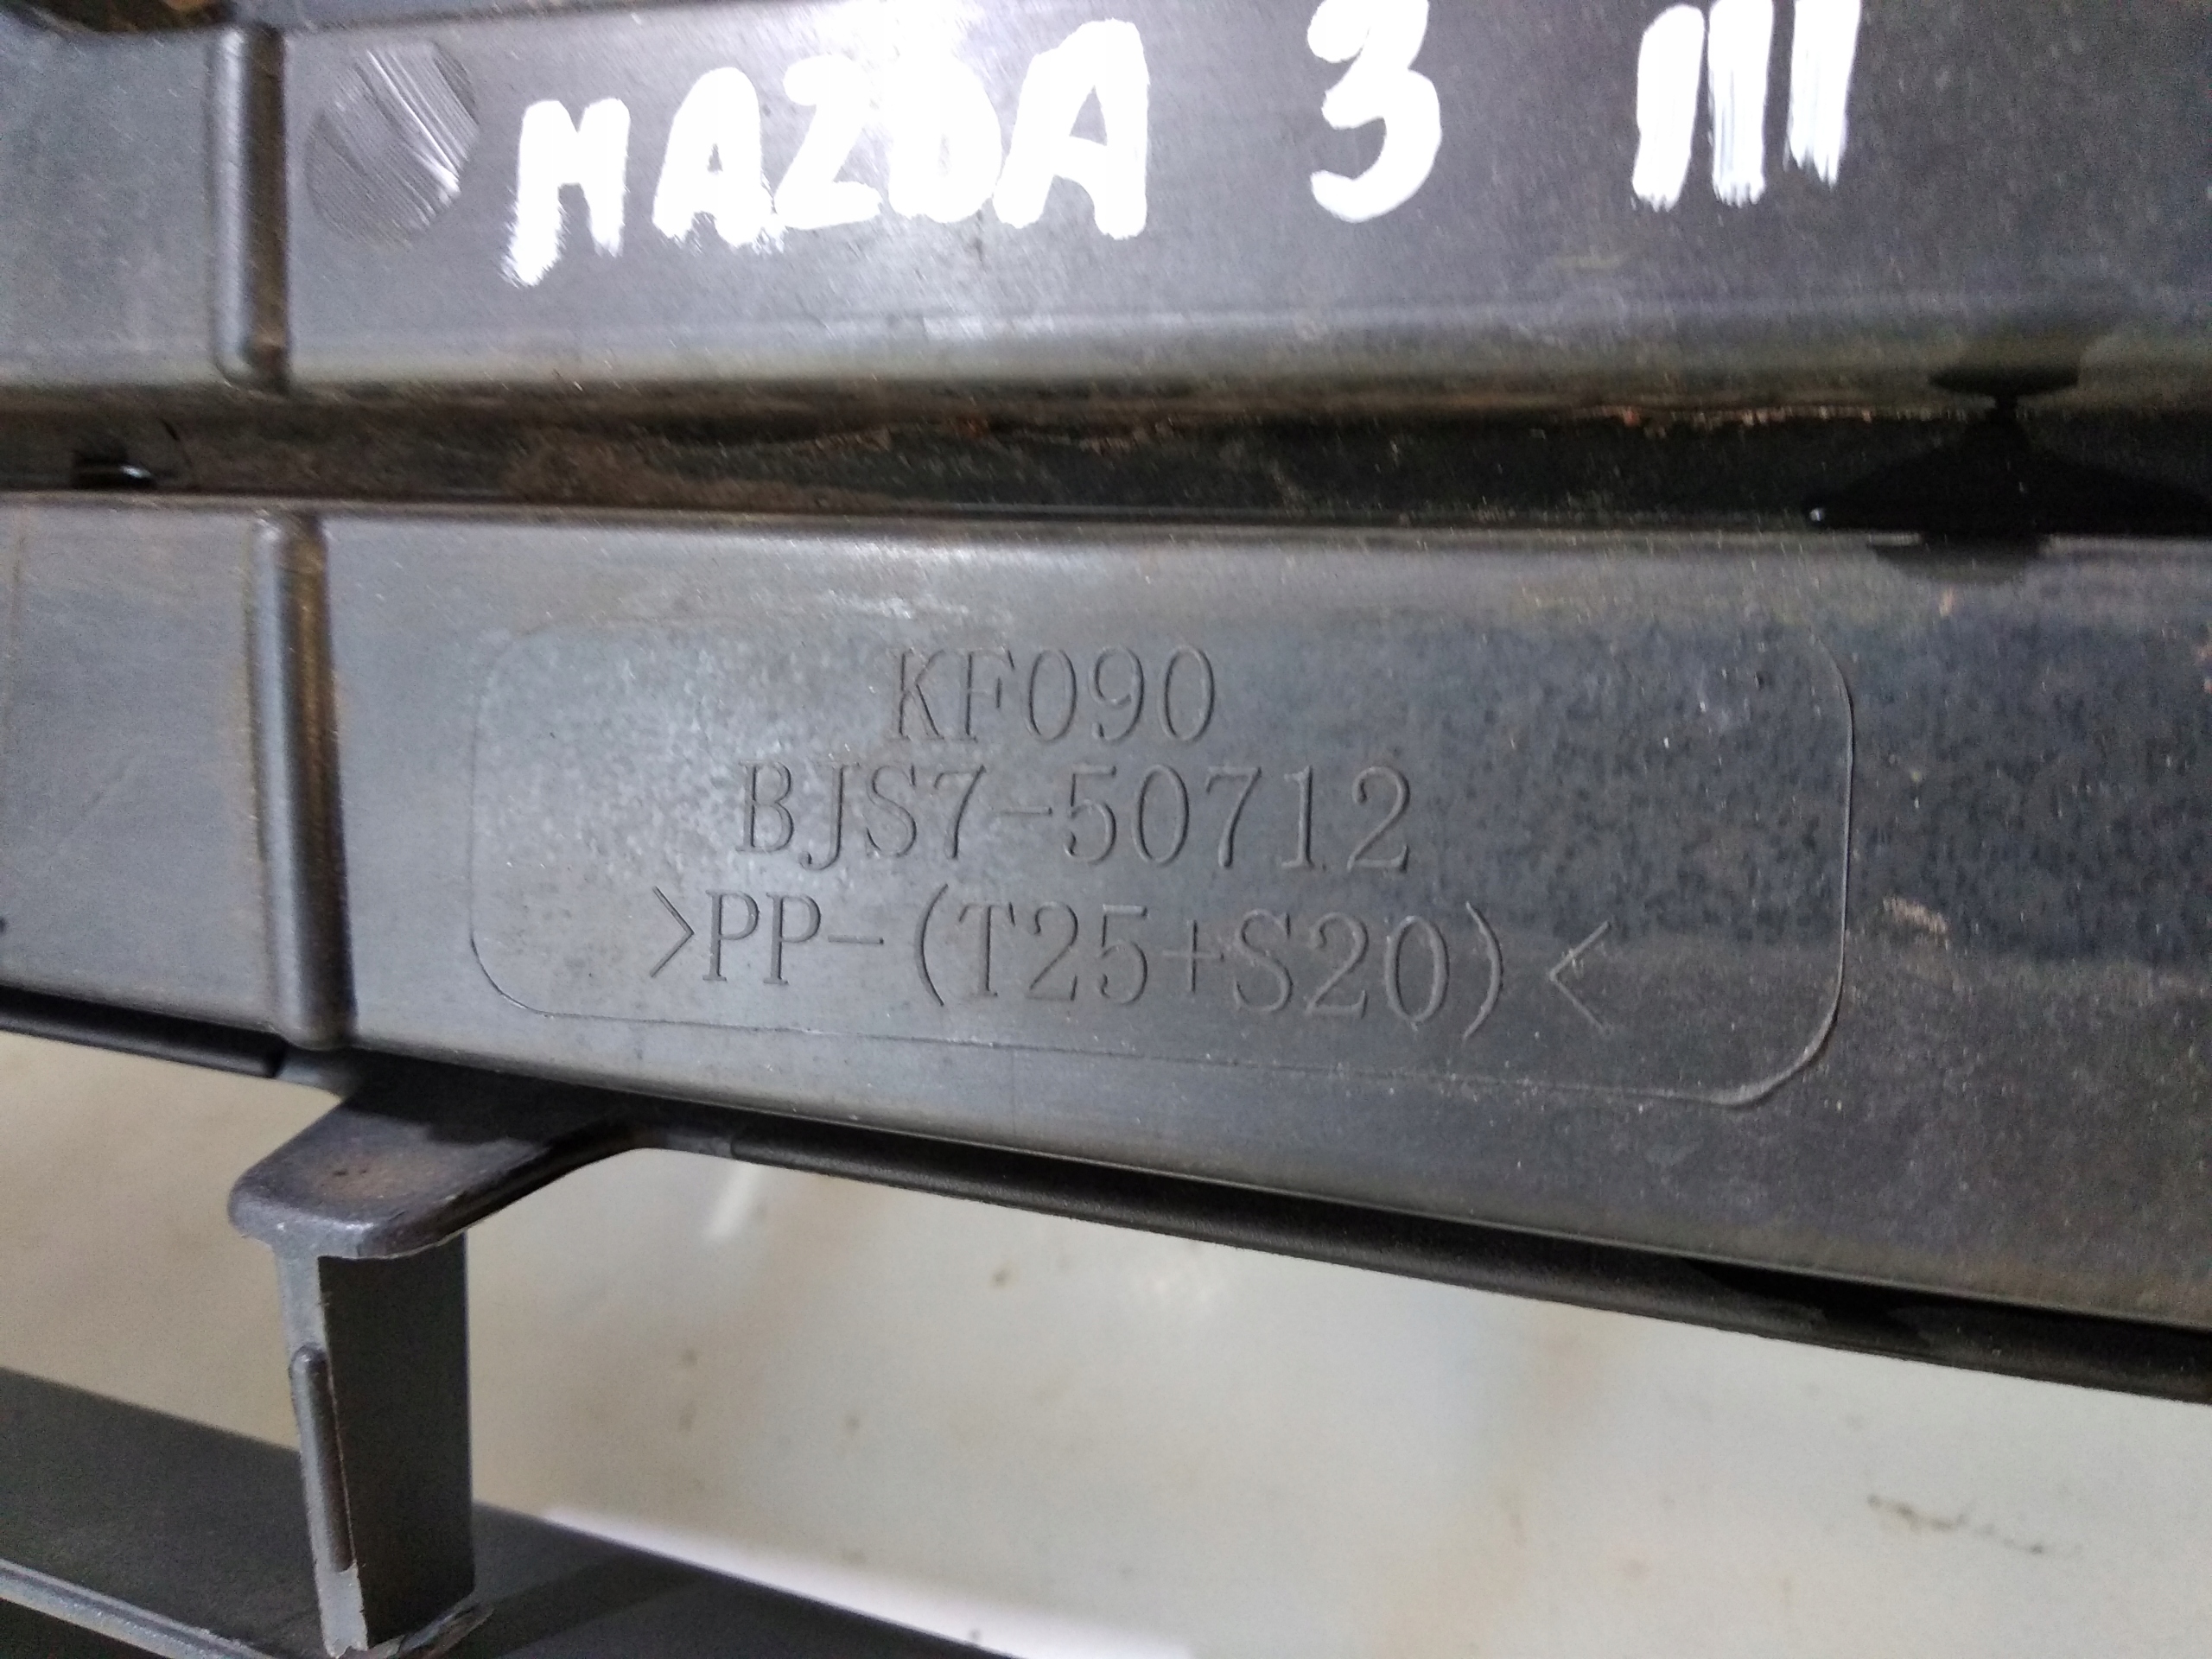 MAZDA 3 III
KF090
BJS7-50712
>PP-(T25+S20)<